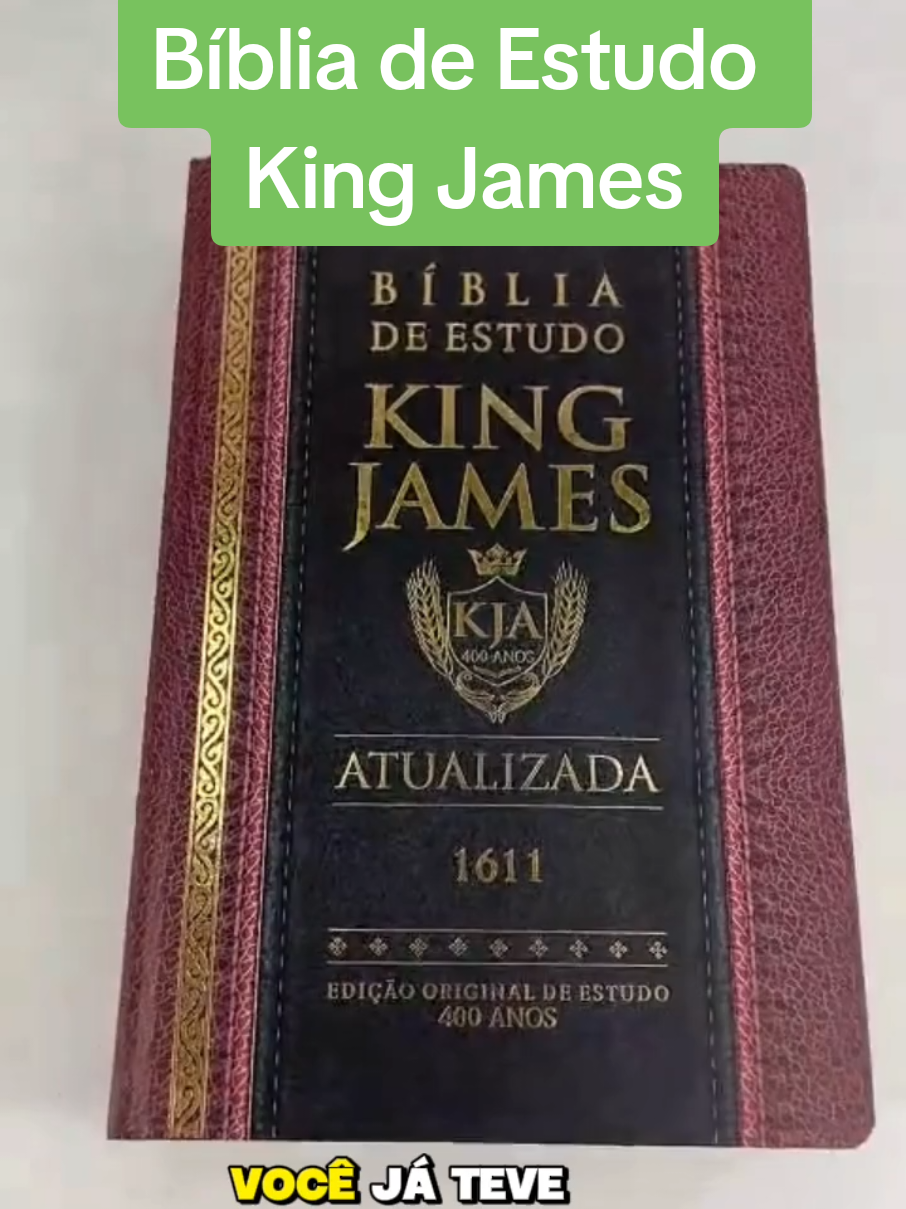 Bíblia de Estudo
King James
BÍBLIA
DE ESTUDO
KING
JAMES
KJA
400 ANOS
ATUALIZADA
1611
EDIÇÃO ORIGINAL DE ESTUDO
400 ANOS
VOCÊ JÁ TEVE